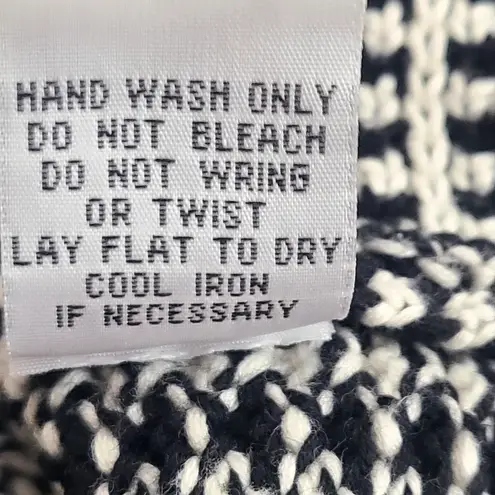 HAND WASH ONLY
DO NOT BLEACH
DO NOT WRING
OR TWIST
LAY FLAT TO DRY
COOL IRON
IF NECESSARY